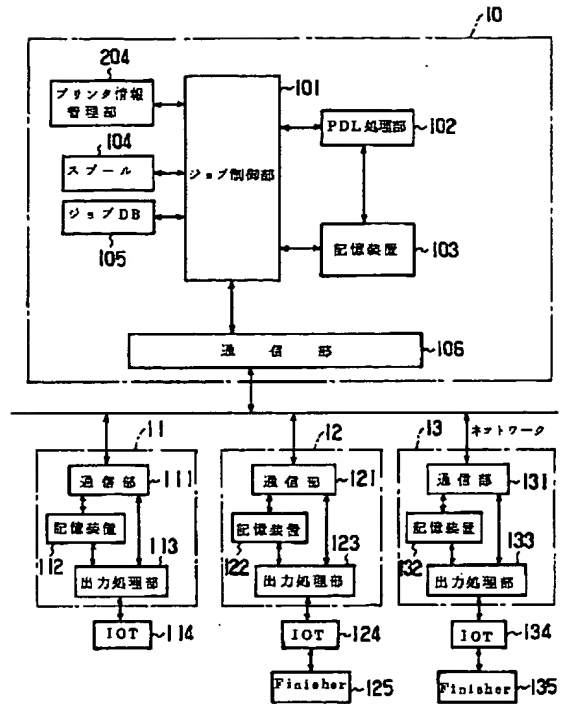 10
204
プリンタ情報
管理部
101
104
スプール
ジョブDB
105
ジョブ制御部
PDL処理部
102
記憶装置
103
通信部
106
ネットワーク
11
通信部
111
記憶装置
112
113
出力処理部
IOT
114
12
通信部
121
記憶装置
122
123
出力処理部
IOT
124
Finisher
125
13
通信部
131
記憶装置
132
133
出力処理部
IOT
134
Finisher
135